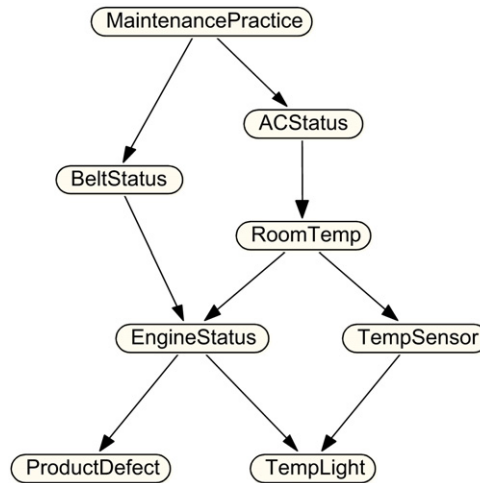 MaintenancePractice
ACStatus
BeltStatus
RoomTemp
EngineStatus
TempSensor
ProductDefect
TempLight